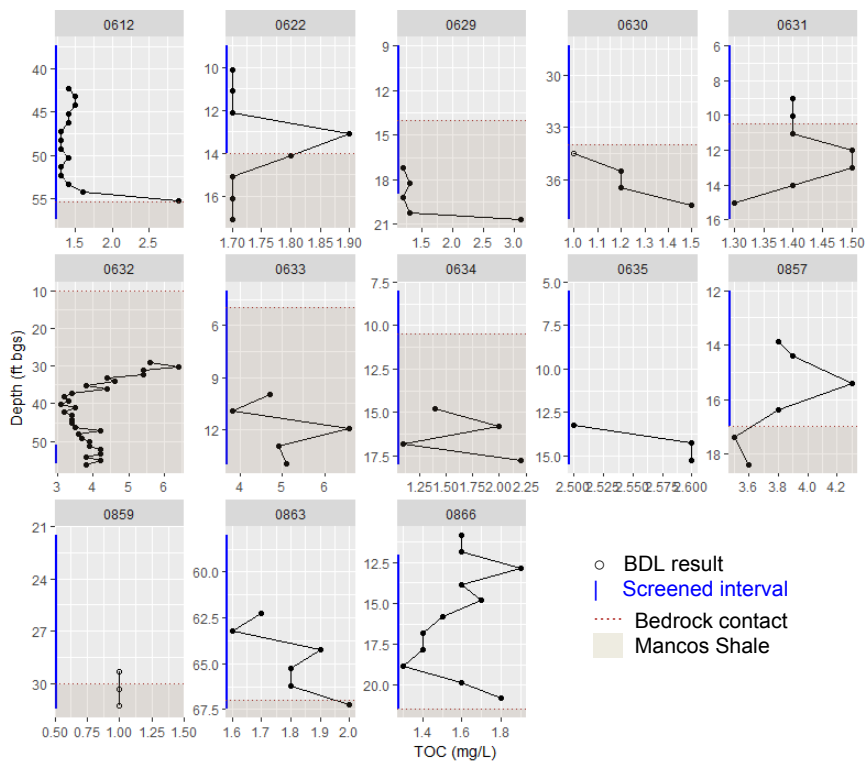 0612 0622 0629 0630 0631
40 45 50 55
10 12 14 16
9 12 15 18 21
30 34 36
6 8 10 12 14 16
1.5 2.0 2.5
1.70 1.75 1.80 1.85 1.90
1.5 2.0 2.5 3.0
1.0 1.1 1.2 1.3 1.4 1.5
1.30 1.40 1.50
0632 0633 0634 0635 0857
10 20 30 40 50
6 9 12
7.5 10.0 12.5 15.0 17.5
5.0 7.5 10.0 12.5 15.0
12 14 16 18
3 4 5 6
4 5 6
1.25 1.50 1.75 2.00 2.25
2.500 2.525 2.550 2.575 2.600
3.6 3.8 4.0 4.2
Depth (ft bgs)
0859 0863 0866
21 24 27 30
60.0 62.5 65.0 67.5
12.5 15.0 17.5 20.0
0.50 0.75 1.00 1.25 1.50
1.6 1.7 1.8 1.9 2.0
1.4 1.6 1.8
TOC (mg/L)
BDL result
Screened interval
Bedrock contact
Mancos Shale